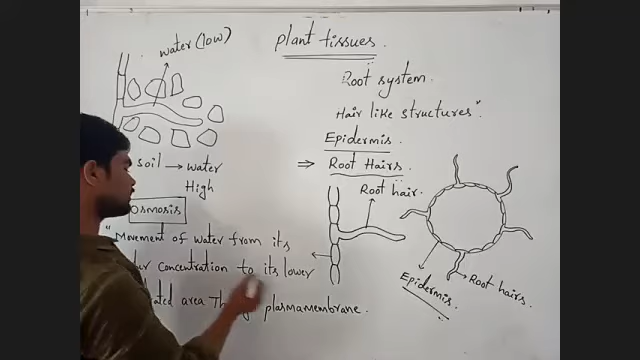 plant tissues
water (low)
Root system.
Hair like structures"
Epidermis
⇒ Root Hairs
soil → water
High
Root hair.
Osmosis
"Movement of water from its
concentration to its lower
area Through plasmamembrane.
Epidermis.
Root hairs.